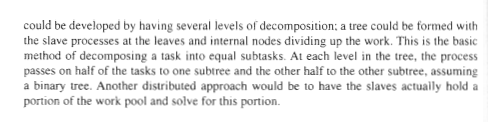 could be developed by having several levels of decomposition; a tree could be formed with
the slave processes at the leaves and internal nodes dividing up the work. This is the basic
method of decomposing a task into equal subtasks. At each level in the tree, the process
passes on half of the tasks to one subtree and the other half to the other subtree, assuming
a binary tree. Another distributed approach would be to have the slaves actually hold a
portion of the work pool and solve for this portion.